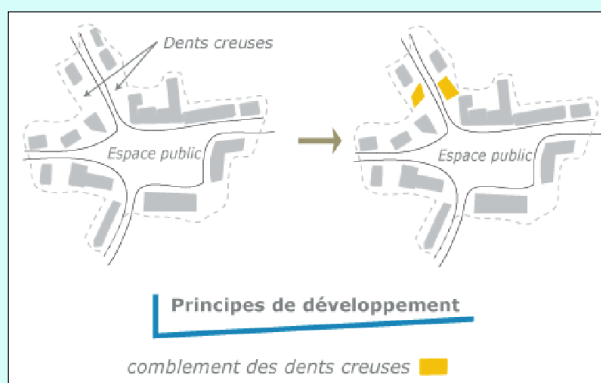 Dents creuses
Espace public
Espace public
Principes de développement
comblement des dents creuses